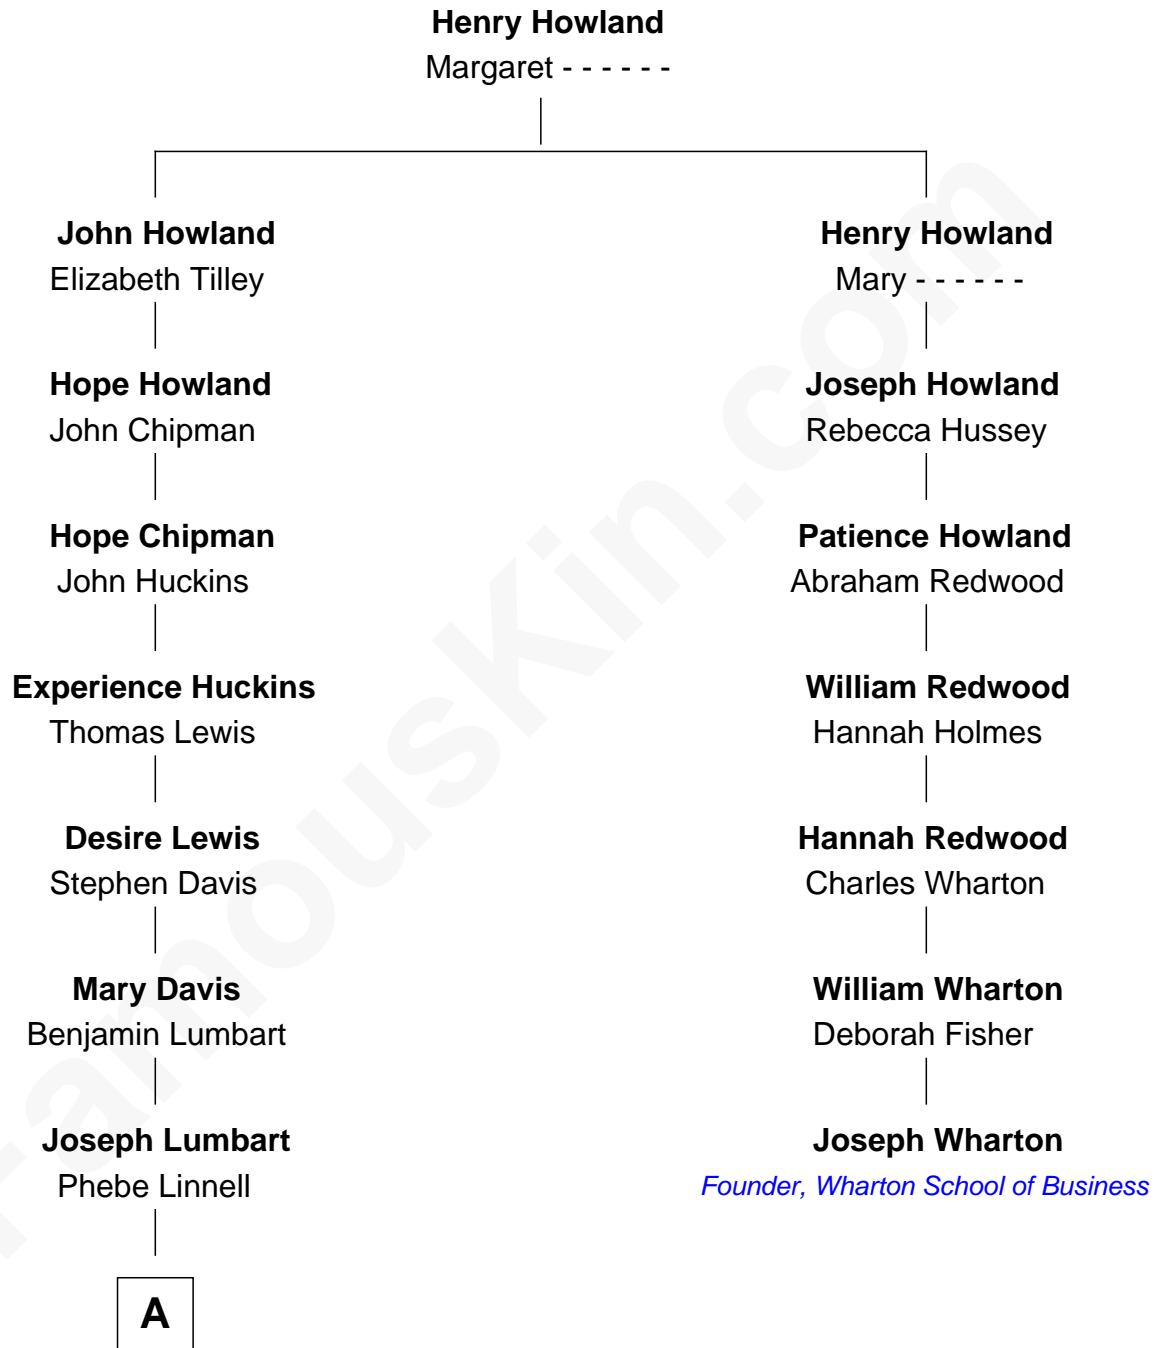 Henry Howland
Margaret - - - - - -
John Howland
Elizabeth Tilley
Henry Howland
Mary - - - - - -
Hope Howland
John Chipman
Joseph Howland
Rebecca Hussey
Hope Chipman
John Huckins
Patience Howland
Abraham Redwood
Experience Huckins
Thomas Lewis
William Redwood
Hannah Holmes
Desire Lewis
Stephen Davis
Hannah Redwood
Charles Wharton
Mary Davis
Benjamin Lumbart
William Wharton
Deborah Fisher
Joseph Lumbart
Phebe Linnell
Joseph Wharton
Founder, Wharton School of Business
A
FamousKin.com